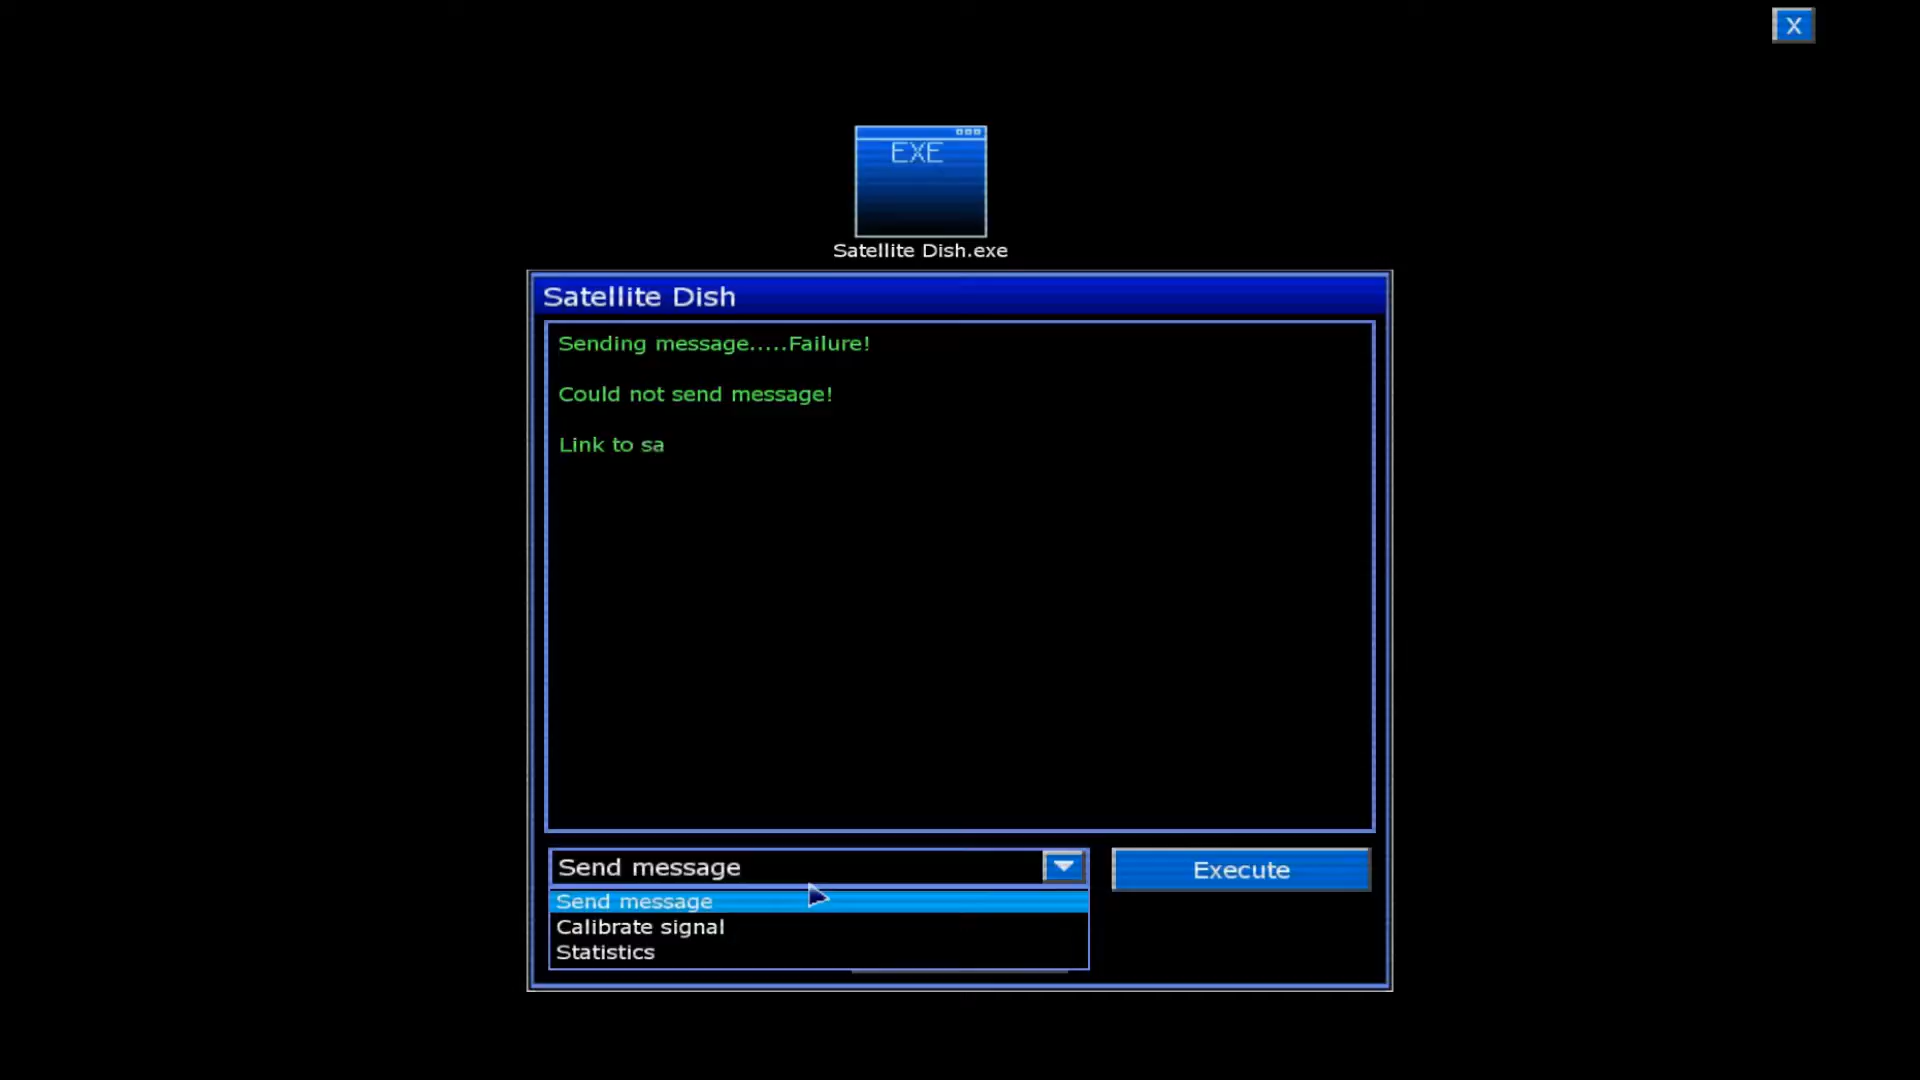 X
EXE
Satellite Dish.exe
Satellite Dish
Sending message.....Failure!
Could not send message!
Link to sa
Send message
Execute
Send message
Calibrate signal
Statistics